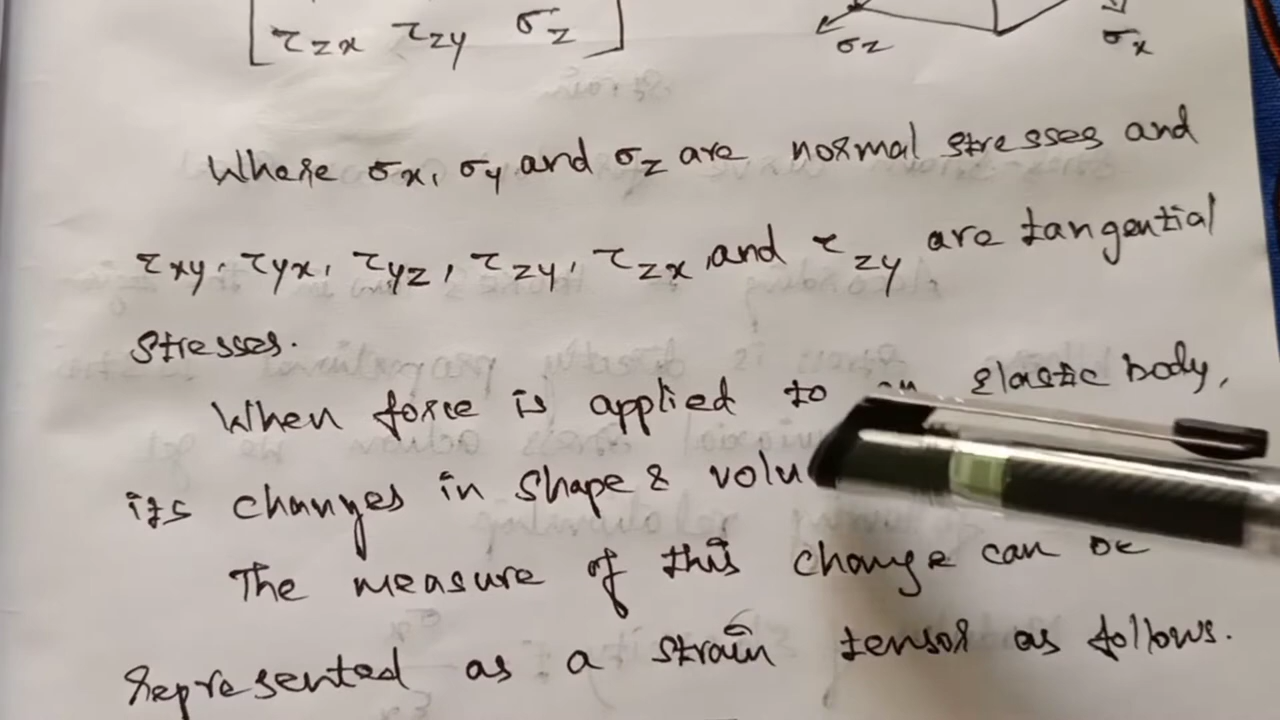 τzx τzy σz
σz
σx
Where σx, σy and σz are normal stresses and
τxy, τyx, τyz, τzy, τzx and τzy are tangential
stresses.
When force is applied to an elastic body,
its changes in shape &
The measure of this change can be
represented as a strain tensor as follows.